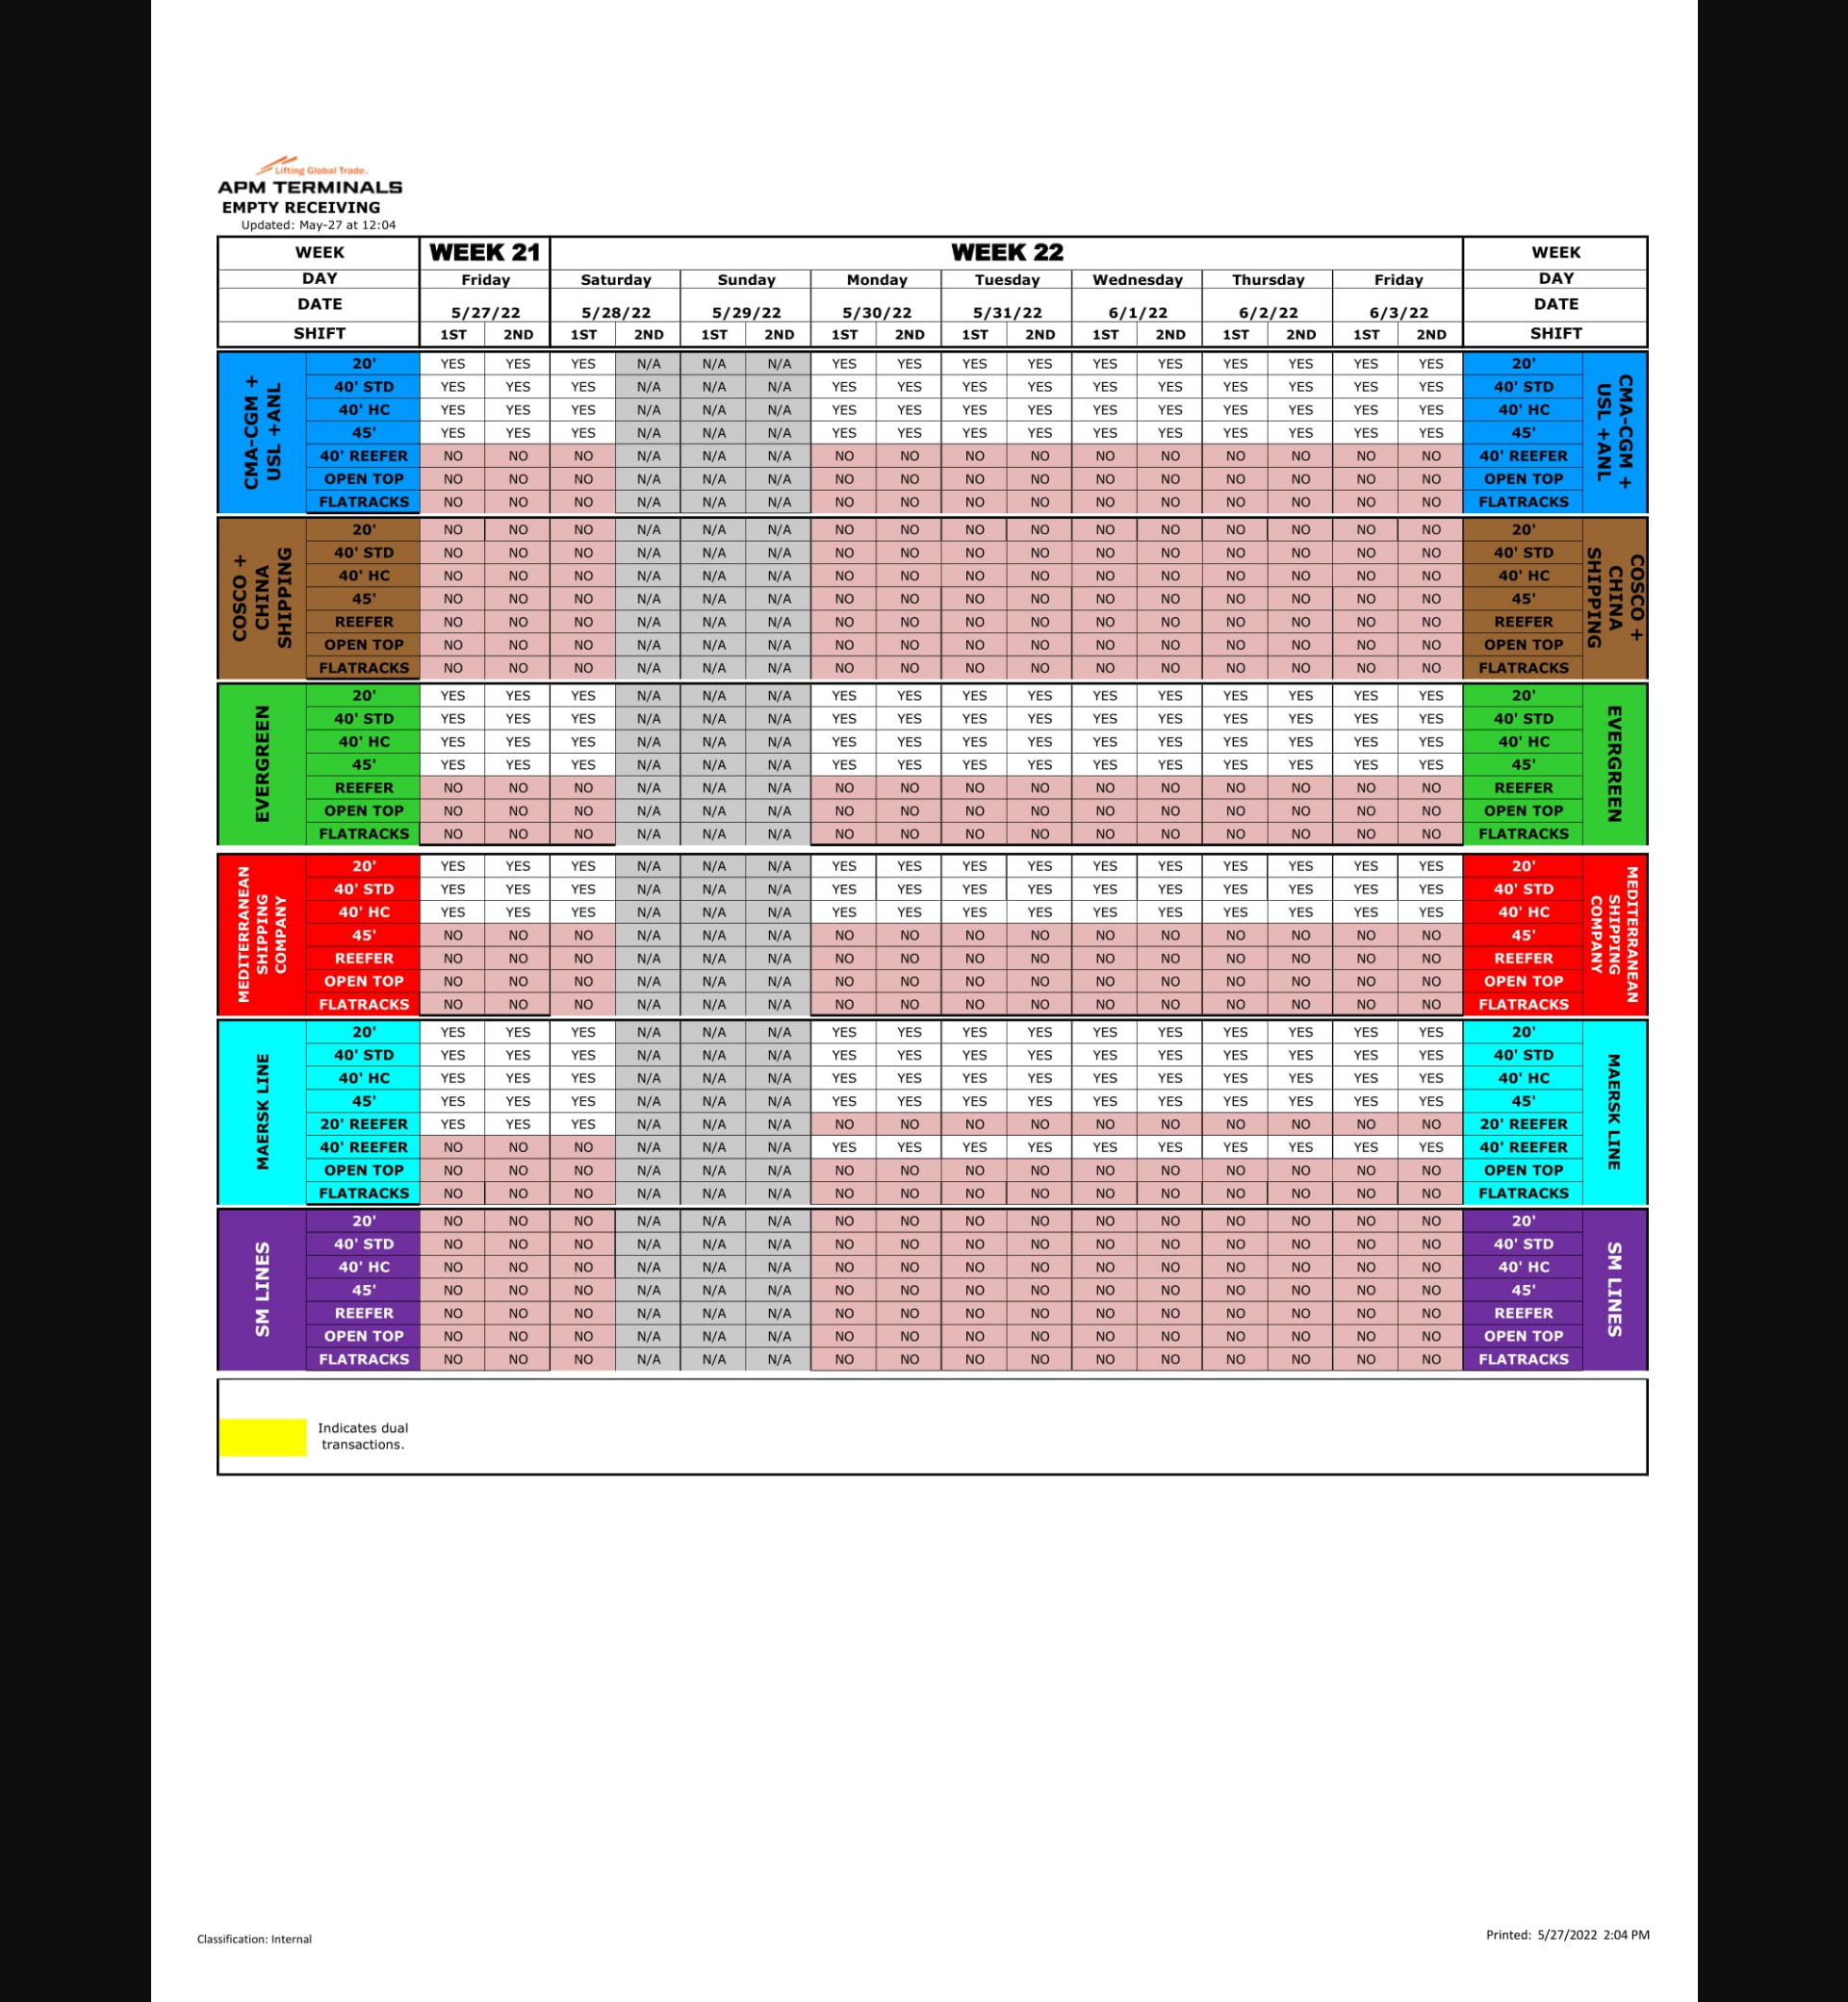 Lifting Global Trade.
APM TERMINALS
EMPTY RECEIVING
Updated: May-27 at 12:04
WEEK WEEK 21 WEEK 22 WEEK
DAY Friday Saturday Sunday Monday Tuesday Wednesday Thursday Friday DAY
DATE 5/27/22 5/28/22 5/29/22 5/30/22 5/31/22 6/1/22 6/2/22 6/3/22 DATE
SHIFT 1ST 2ND 1ST 2ND 1ST 2ND 1ST 2ND 1ST 2ND 1ST 2ND 1ST 2ND 1ST 2ND SHIFT
CMA-CGM +
USL +ANL
20' YES YES YES N/A N/A N/A YES YES YES YES YES YES YES YES YES YES 20'
40' STD YES YES YES N/A N/A N/A YES YES YES YES YES YES YES YES YES YES 40' STD
40' HC YES YES YES N/A N/A N/A YES YES YES YES YES YES YES YES YES YES 40' HC
45' YES YES YES N/A N/A N/A YES YES YES YES YES YES YES YES YES YES 45'
40' REEFER NO NO NO N/A N/A N/A NO NO NO NO NO NO NO NO NO NO 40' REEFER
OPEN TOP NO NO NO N/A N/A N/A NO NO NO NO NO NO NO NO NO NO OPEN TOP
FLATRACKS NO NO NO N/A N/A N/A NO NO NO NO NO NO NO NO NO NO FLATRACKS
CMA-CGM +
USL +ANL
COSCO +
CHINA
SHIPPING
20' NO NO NO N/A N/A N/A NO NO NO NO NO NO NO NO NO NO 20'
40' STD NO NO NO N/A N/A N/A NO NO NO NO NO NO NO NO NO NO 40' STD
40' HC NO NO NO N/A N/A N/A NO NO NO NO NO NO NO NO NO NO 40' HC
45' NO NO NO N/A N/A N/A NO NO NO NO NO NO NO NO NO NO 45'
REEFER NO NO NO N/A N/A N/A NO NO NO NO NO NO NO NO NO NO REEFER
OPEN TOP NO NO NO N/A N/A N/A NO NO NO NO NO NO NO NO NO NO OPEN TOP
FLATRACKS NO NO NO N/A N/A N/A NO NO NO NO NO NO NO NO NO NO FLATRACKS
COSCO +
CHINA
SHIPPING
EVERGREEN
20' YES YES YES N/A N/A N/A YES YES YES YES YES YES YES YES YES YES 20'
40' STD YES YES YES N/A N/A N/A YES YES YES YES YES YES YES YES YES YES 40' STD
40' HC YES YES YES N/A N/A N/A YES YES YES YES YES YES YES YES YES YES 40' HC
45' YES YES YES N/A N/A N/A YES YES YES YES YES YES YES YES YES YES 45'
REEFER NO NO NO N/A N/A N/A NO NO NO NO NO NO NO NO NO NO REEFER
OPEN TOP NO NO NO N/A N/A N/A NO NO NO NO NO NO NO NO NO NO OPEN TOP
FLATRACKS NO NO NO N/A N/A N/A NO NO NO NO NO NO NO NO NO NO FLATRACKS
EVERGREEN
MEDITERRANEAN
SHIPPING
COMPANY
20' YES YES YES N/A N/A N/A YES YES YES YES YES YES YES YES YES YES 20'
40' STD YES YES YES N/A N/A N/A YES YES YES YES YES YES YES YES YES YES 40' STD
40' HC YES YES YES N/A N/A N/A YES YES YES YES YES YES YES YES YES YES 40' HC
45' NO NO NO N/A N/A N/A NO NO NO NO NO NO NO NO NO NO 45'
REEFER NO NO NO N/A N/A N/A NO NO NO NO NO NO NO NO NO NO REEFER
OPEN TOP NO NO NO N/A N/A N/A NO NO NO NO NO NO NO NO NO NO OPEN TOP
FLATRACKS NO NO NO N/A N/A N/A NO NO NO NO NO NO NO NO NO NO FLATRACKS
MEDITERRANEAN
SHIPPING
COMPANY
MAERSK LINE
20' YES YES YES N/A N/A N/A YES YES YES YES YES YES YES YES YES YES 20'
40' STD YES YES YES N/A N/A N/A YES YES YES YES YES YES YES YES YES YES 40' STD
40' HC YES YES YES N/A N/A N/A YES YES YES YES YES YES YES YES YES YES 40' HC
45' YES YES YES N/A N/A N/A YES YES YES YES YES YES YES YES YES YES 45'
20' REEFER YES YES YES N/A N/A N/A NO NO NO NO NO NO NO NO NO NO 20' REEFER
40' REEFER NO NO NO N/A N/A N/A YES YES YES YES YES YES YES YES YES YES 40' REEFER
OPEN TOP NO NO NO N/A N/A N/A NO NO NO NO NO NO NO NO NO NO OPEN TOP
FLATRACKS NO NO NO N/A N/A N/A NO NO NO NO NO NO NO NO NO NO FLATRACKS
MAERSK LINE
SM LINES
20' NO NO NO N/A N/A N/A NO NO NO NO NO NO NO NO NO NO 20'
40' STD NO NO NO N/A N/A N/A NO NO NO NO NO NO NO NO NO NO 40' STD
40' HC NO NO NO N/A N/A N/A NO NO NO NO NO NO NO NO NO NO 40' HC
45' NO NO NO N/A N/A N/A NO NO NO NO NO NO NO NO NO NO 45'
REEFER NO NO NO N/A N/A N/A NO NO NO NO NO NO NO NO NO NO REEFER
OPEN TOP NO NO NO N/A N/A N/A NO NO NO NO NO NO NO NO NO NO OPEN TOP
FLATRACKS NO NO NO N/A N/A N/A NO NO NO NO NO NO NO NO NO NO FLATRACKS
SM LINES
Indicates dual
transactions.
Classification: Internal
Printed: 5/27/2022 2:04 PM